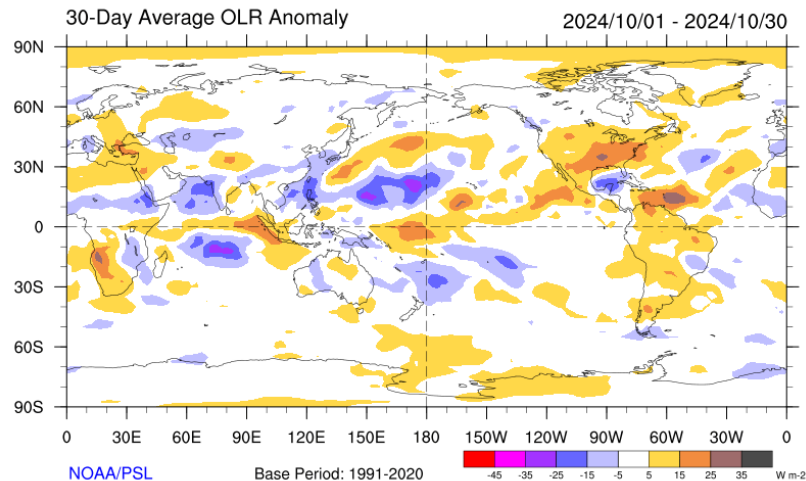 30-Day Average OLR Anomaly 2024/10/01 - 2024/10/30
90N
60N
30N
0
30S
60S
90S
0 30E 60E 90E 120E 150E 180 150W 120W 90W 60W 30W 0
NOAA/PSL Base Period: 1991-2020
-45 -35 -25 -15 -5 5 15 25 35 W m-2